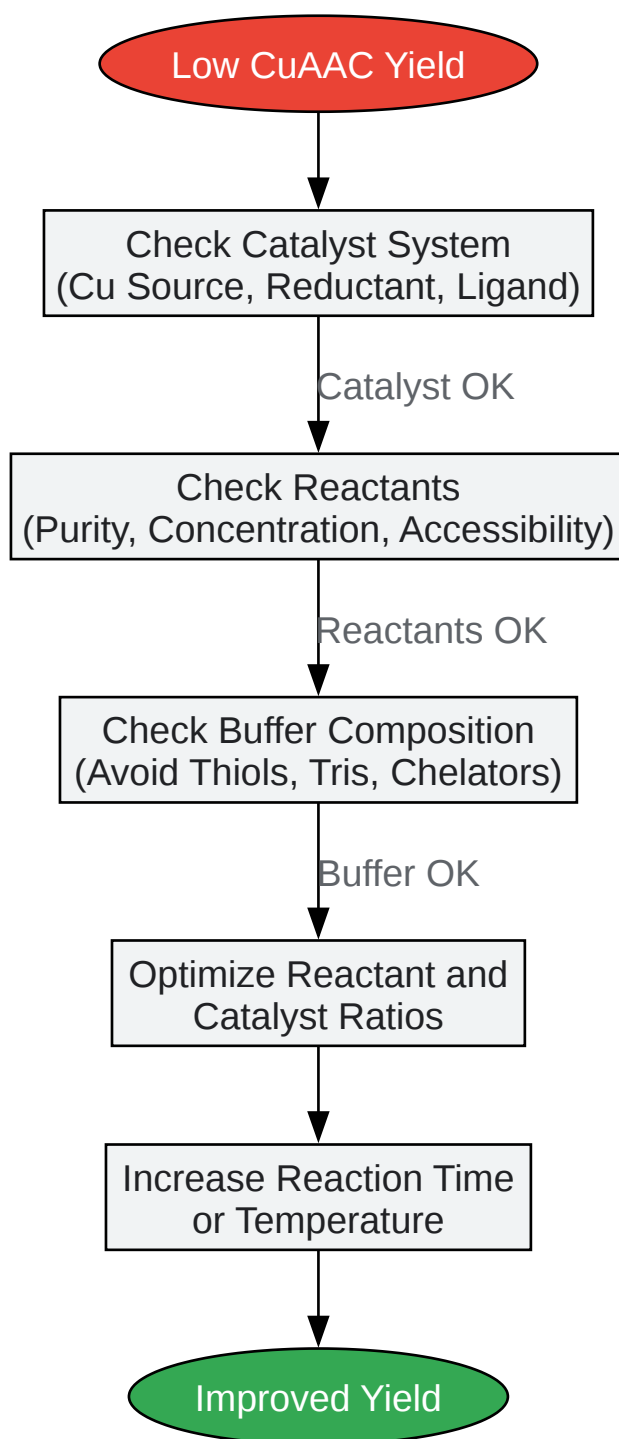 Low CuAAC Yield
Check Catalyst System
(Cu Source, Reductant, Ligand)
Catalyst OK
Check Reactants
(Purity, Concentration, Accessibility)
Reactants OK
Check Buffer Composition
(Avoid Thiols, Tris, Chelators)
Buffer OK
Optimize Reactant and
Catalyst Ratios
Increase Reaction Time
or Temperature
Improved Yield